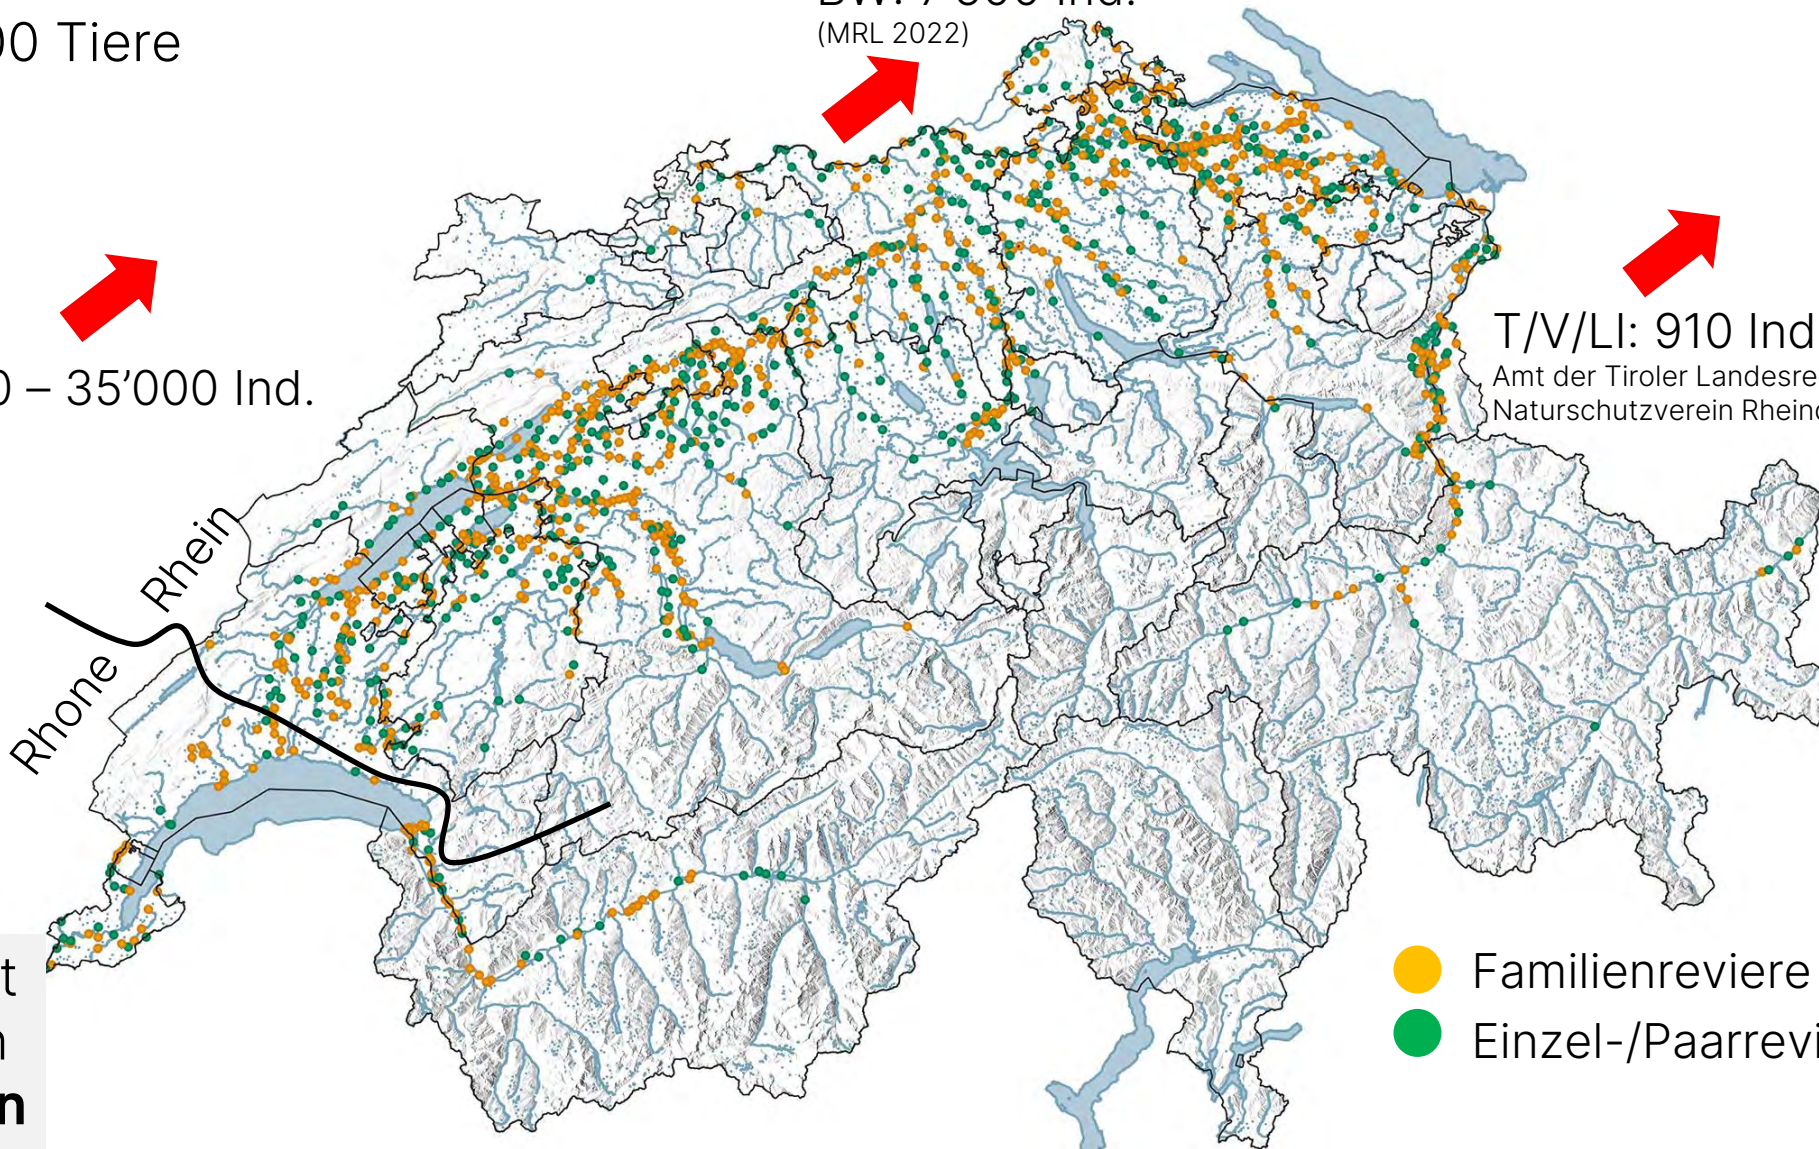 00 Tiere
(MRL 2022)
0 – 35’000 Ind.
T/V/LI: 910 Ind
Amt der Tiroler Landesre
Naturschutzverein Rhein
Rhein
Rhone
t
n
n
Familienreviere
Einzel-/Paarrevi